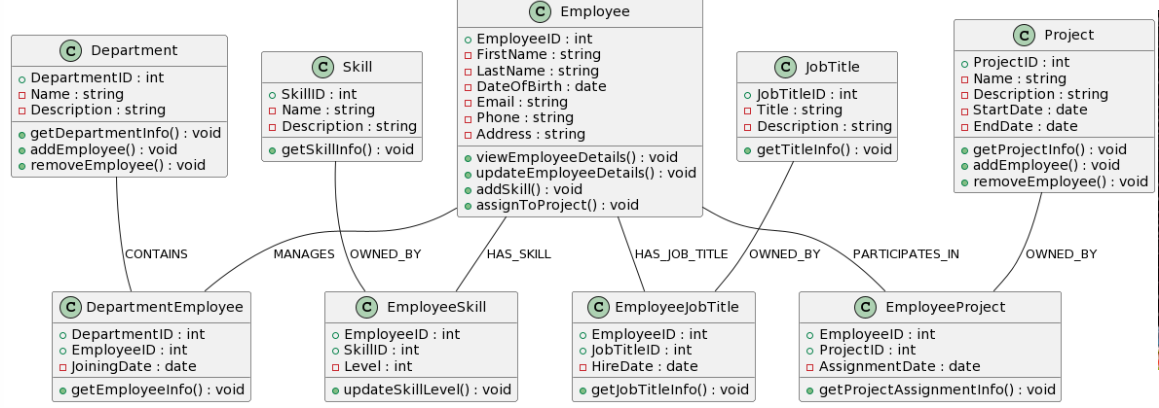 C Department
DepartmentID : int
Name : string
Description : string
getDepartmentInfo() : void
addEmployee() : void
removeEmployee() : void
C Skill
SkillID : int
Name : string
Description : string
getSkillInfo() : void
C Employee
EmployeeID : int
FirstName : string
LastName : string
DateOfBirth : date
Email : string
Phone : string
Address : string
viewEmployeeDetails() : void
updateEmployeeDetails() : void
addSkill() : void
assignToProject() : void
C JobTitle
JobTitleID : int
Title : string
Description : string
getTitleInfo() : void
C Project
ProjectID : int
Name : string
Description : string
StartDate : date
EndDate : date
getProjectInfo() : void
addEmployee() : void
removeEmployee() : void
CONTAINS
MANAGES
OWNED_BY
HAS_SKILL
HAS_JOB_TITLE
OWNED_BY
PARTICIPATES_IN
OWNED_BY
C DepartmentEmployee
DepartmentID : int
EmployeeID : int
JoiningDate : date
getEmployeeInfo() : void
C EmployeeSkill
EmployeeID : int
SkillID : int
Level : int
updateSkillLevel() : void
C EmployeeJobTitle
EmployeeID : int
JobTitleID : int
HireDate : date
getJobTitleInfo() : void
C EmployeeProject
EmployeeID : int
ProjectID : int
AssignmentDate : date
getProjectAssignmentInfo() : void